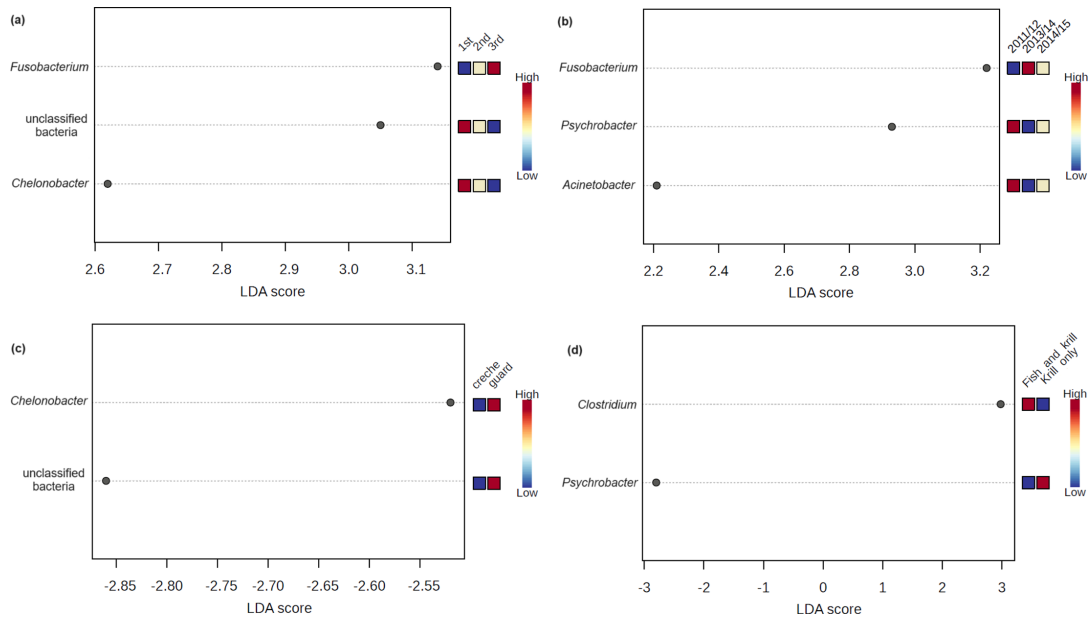 (a)
1st
2nd
3rd
Fusobacterium
unclassified
bacteria
Chelonobacter
High
Low
2.6 2.7 2.8 2.9 3.0 3.1
LDA score
(b)
2011/12
2013/14
2014/15
Fusobacterium
Psychrobacter
Acinetobacter
High
Low
2.2 2.4 2.6 2.8 3.0 3.2
LDA score
(c)
creche
guard
Chelonobacter
unclassified
bacteria
High
Low
-2.85 -2.80 -2.75 -2.70 -2.65 -2.60 -2.55
LDA score
(d)
Fish and krill
Krill only
Clostridium
Psychrobacter
High
Low
-3 -2 -1 0 1 2 3
LDA score